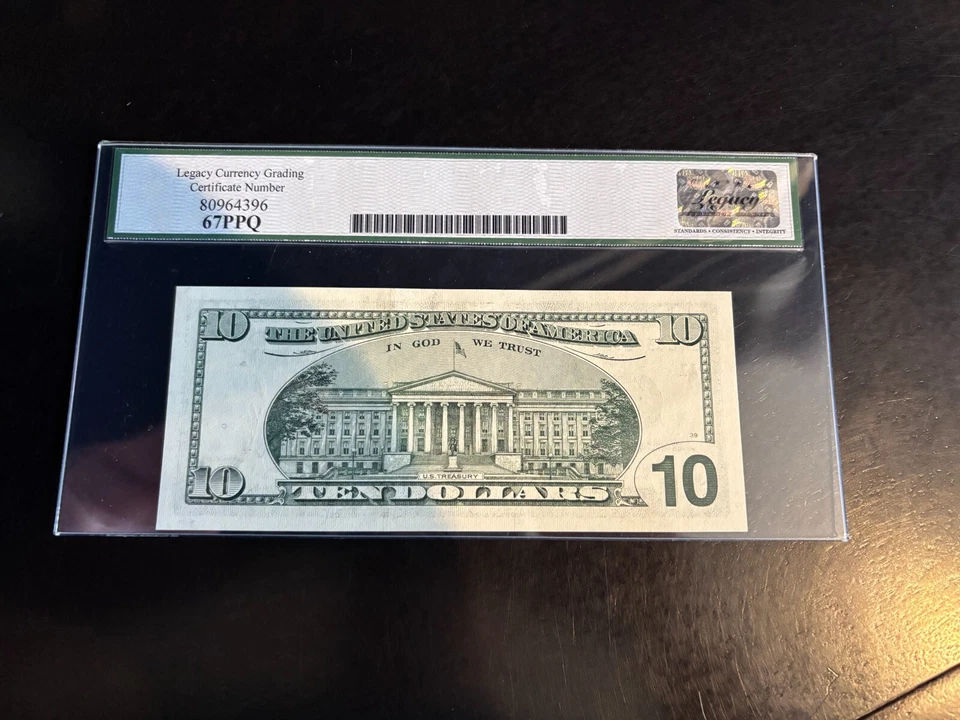 Legacy Currency Grading
Certificate Number
80964396
67PPQ
Legacy
STANDARDS • CONSISTENCY • INTEGRITY
10 THE UNITED STATES OF AMERICA 10
IN GOD WE TRUST
39
U.S. TREASURY
10 TEN DOLLARS 10